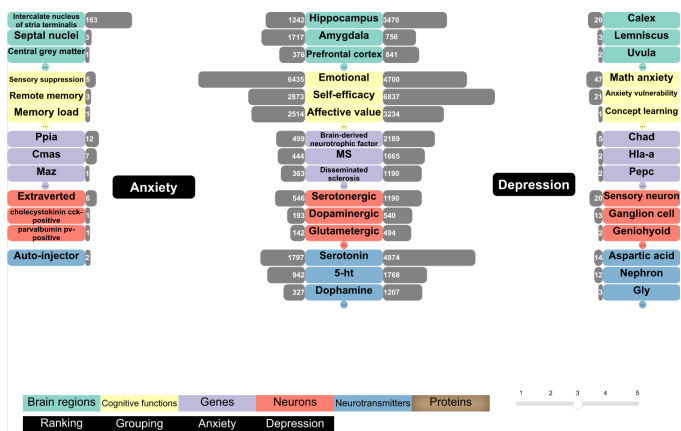 Intercalate nucleus of stria terminalis 163 1242 Hippocampus 3470 26 Calex
Septal nuclei 3 1717 Amygdala 756 3 Lemniscus
Central grey matter 1 376 Prefrontal cortex 841 2 Uvula
... ... ...
Sensory suppression 5 6435 Emotional 4700 47 Math anxiety
Remote memory 3 2873 Self-efficacy 6837 21 Anxiety vulnerability
Memory load 1 2514 Affective value 3234 1 Concept learning
... ... ...
Ppia 12 499 Brain-derived neurotrophic factor 2189 5 Chad
Cmas 7 444 MS 1665 2 Hla-a
Maz 1 363 Disseminated sclerosis 1190 2 Pepc
... ... ...
Anxiety Depression
Extraverted 6 546 Serotonergic 1190 20 Sensory neuron
cholecystokinin cck-positive 1 193 Dopaminergic 540 13 Ganglion cell
parvalbumin pv-positive 1 142 Glutametergic 494 2 Geniohyoid
... ...
Auto-injector 2 1797 Serotonin 4974 14 Aspartic acid
942 5-ht 1768 12 Nephron
327 Dophamine 1207 3 Gly
... ...
1 2 3 4 5
Brain regions Cognitive functions Genes Neurons Neurotransmitters Proteins
Ranking Grouping Anxiety Depression